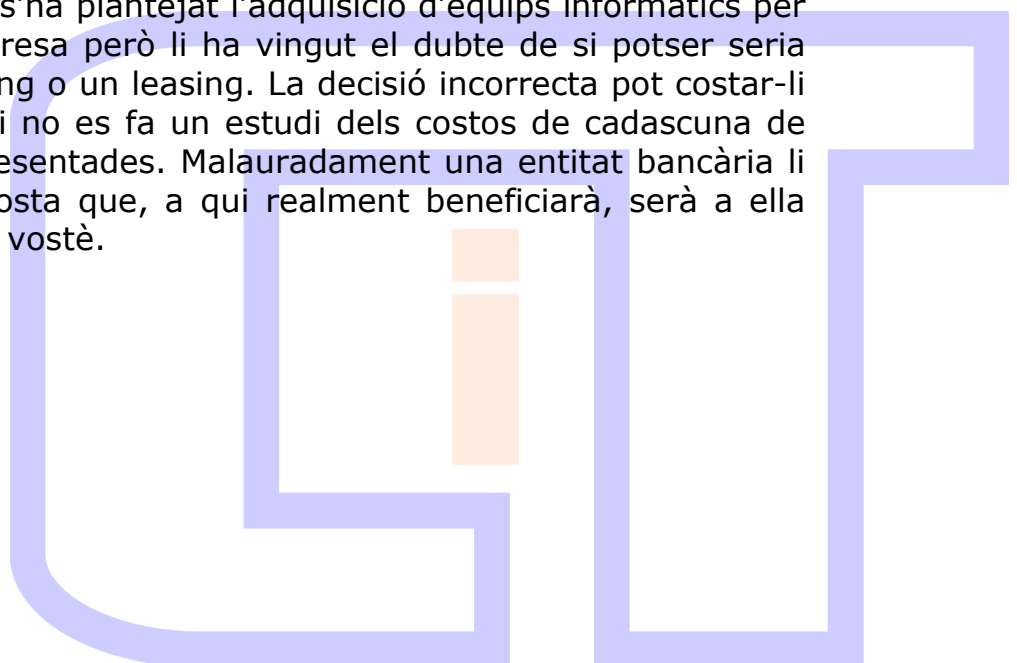 s'ha plantejat l'adquisició d'equips informàtics per
resa però li ha vingut el dubte de si potser seria
ng o un leasing. La decisió incorrecta pot costar-li
i no es fa un estudi dels costos de cadascuna de
esentades. Malauradament una entitat bancària li
osta que, a qui realment beneficiarà, serà a ella
vostè.